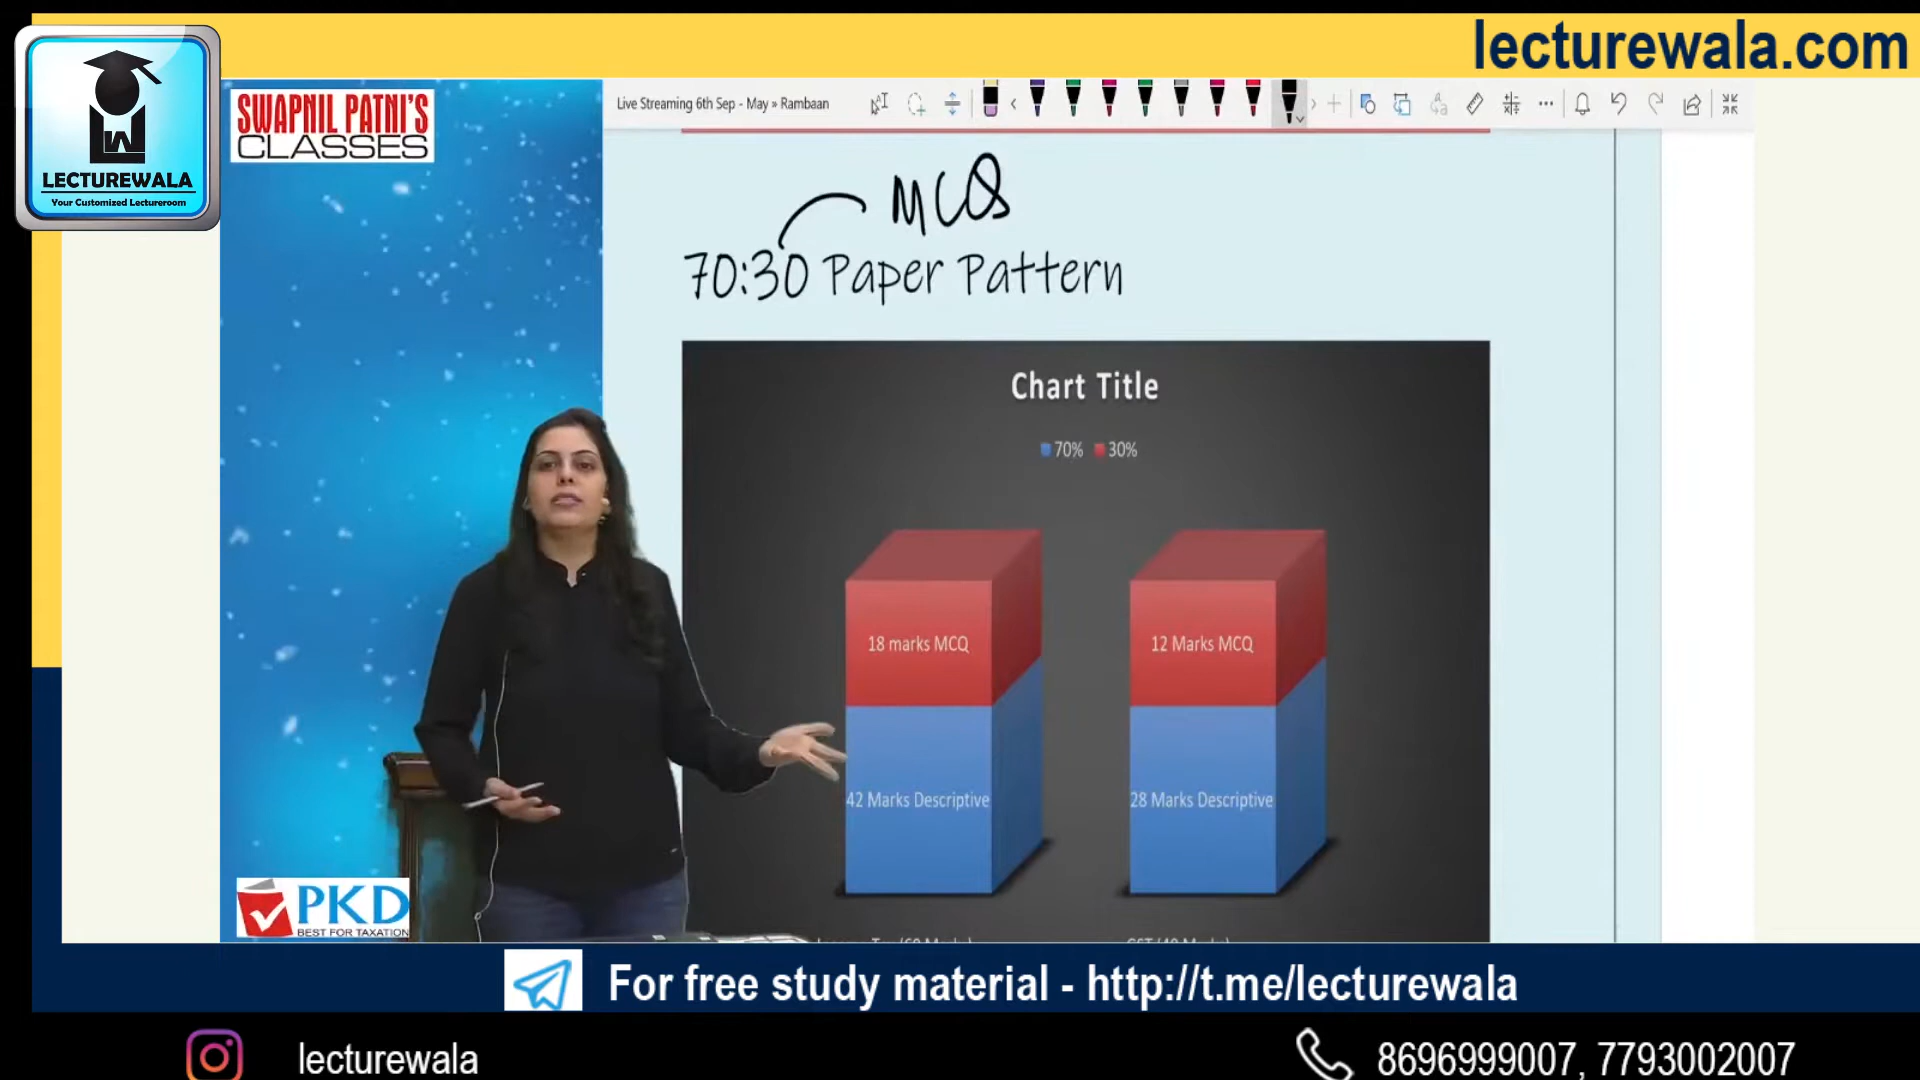 lecturewala.com
LW
LECTUREWALA
Your Customized Lectureroom
SWAPNIL PATNI'S
CLASSES
Live Streaming 6th Sep - May » Rambaan
MCQ
70:30 Paper Pattern
Chart Title
70% 30%
18 marks MCQ
12 Marks MCQ
42 Marks Descriptive
28 Marks Descriptive
PKD
BEST FOR TAXATION
For free study material - http://t.me/lecturewala
lecturewala
8696999007, 7793002007